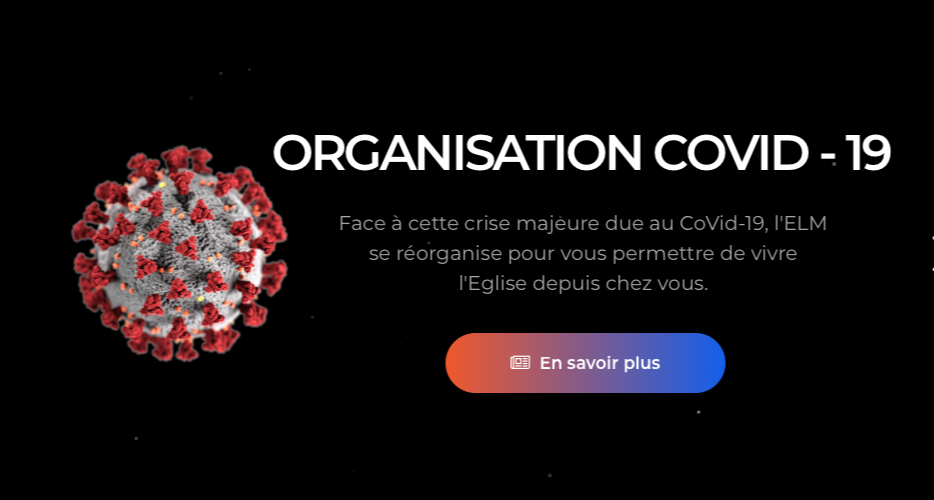 ORGANISATION COVID - 19
Face à cette crise majeure due au CoVid-19, l'ELM
se réorganise pour vous permettre de vivre
l'Eglise depuis chez vous.
En savoir plus